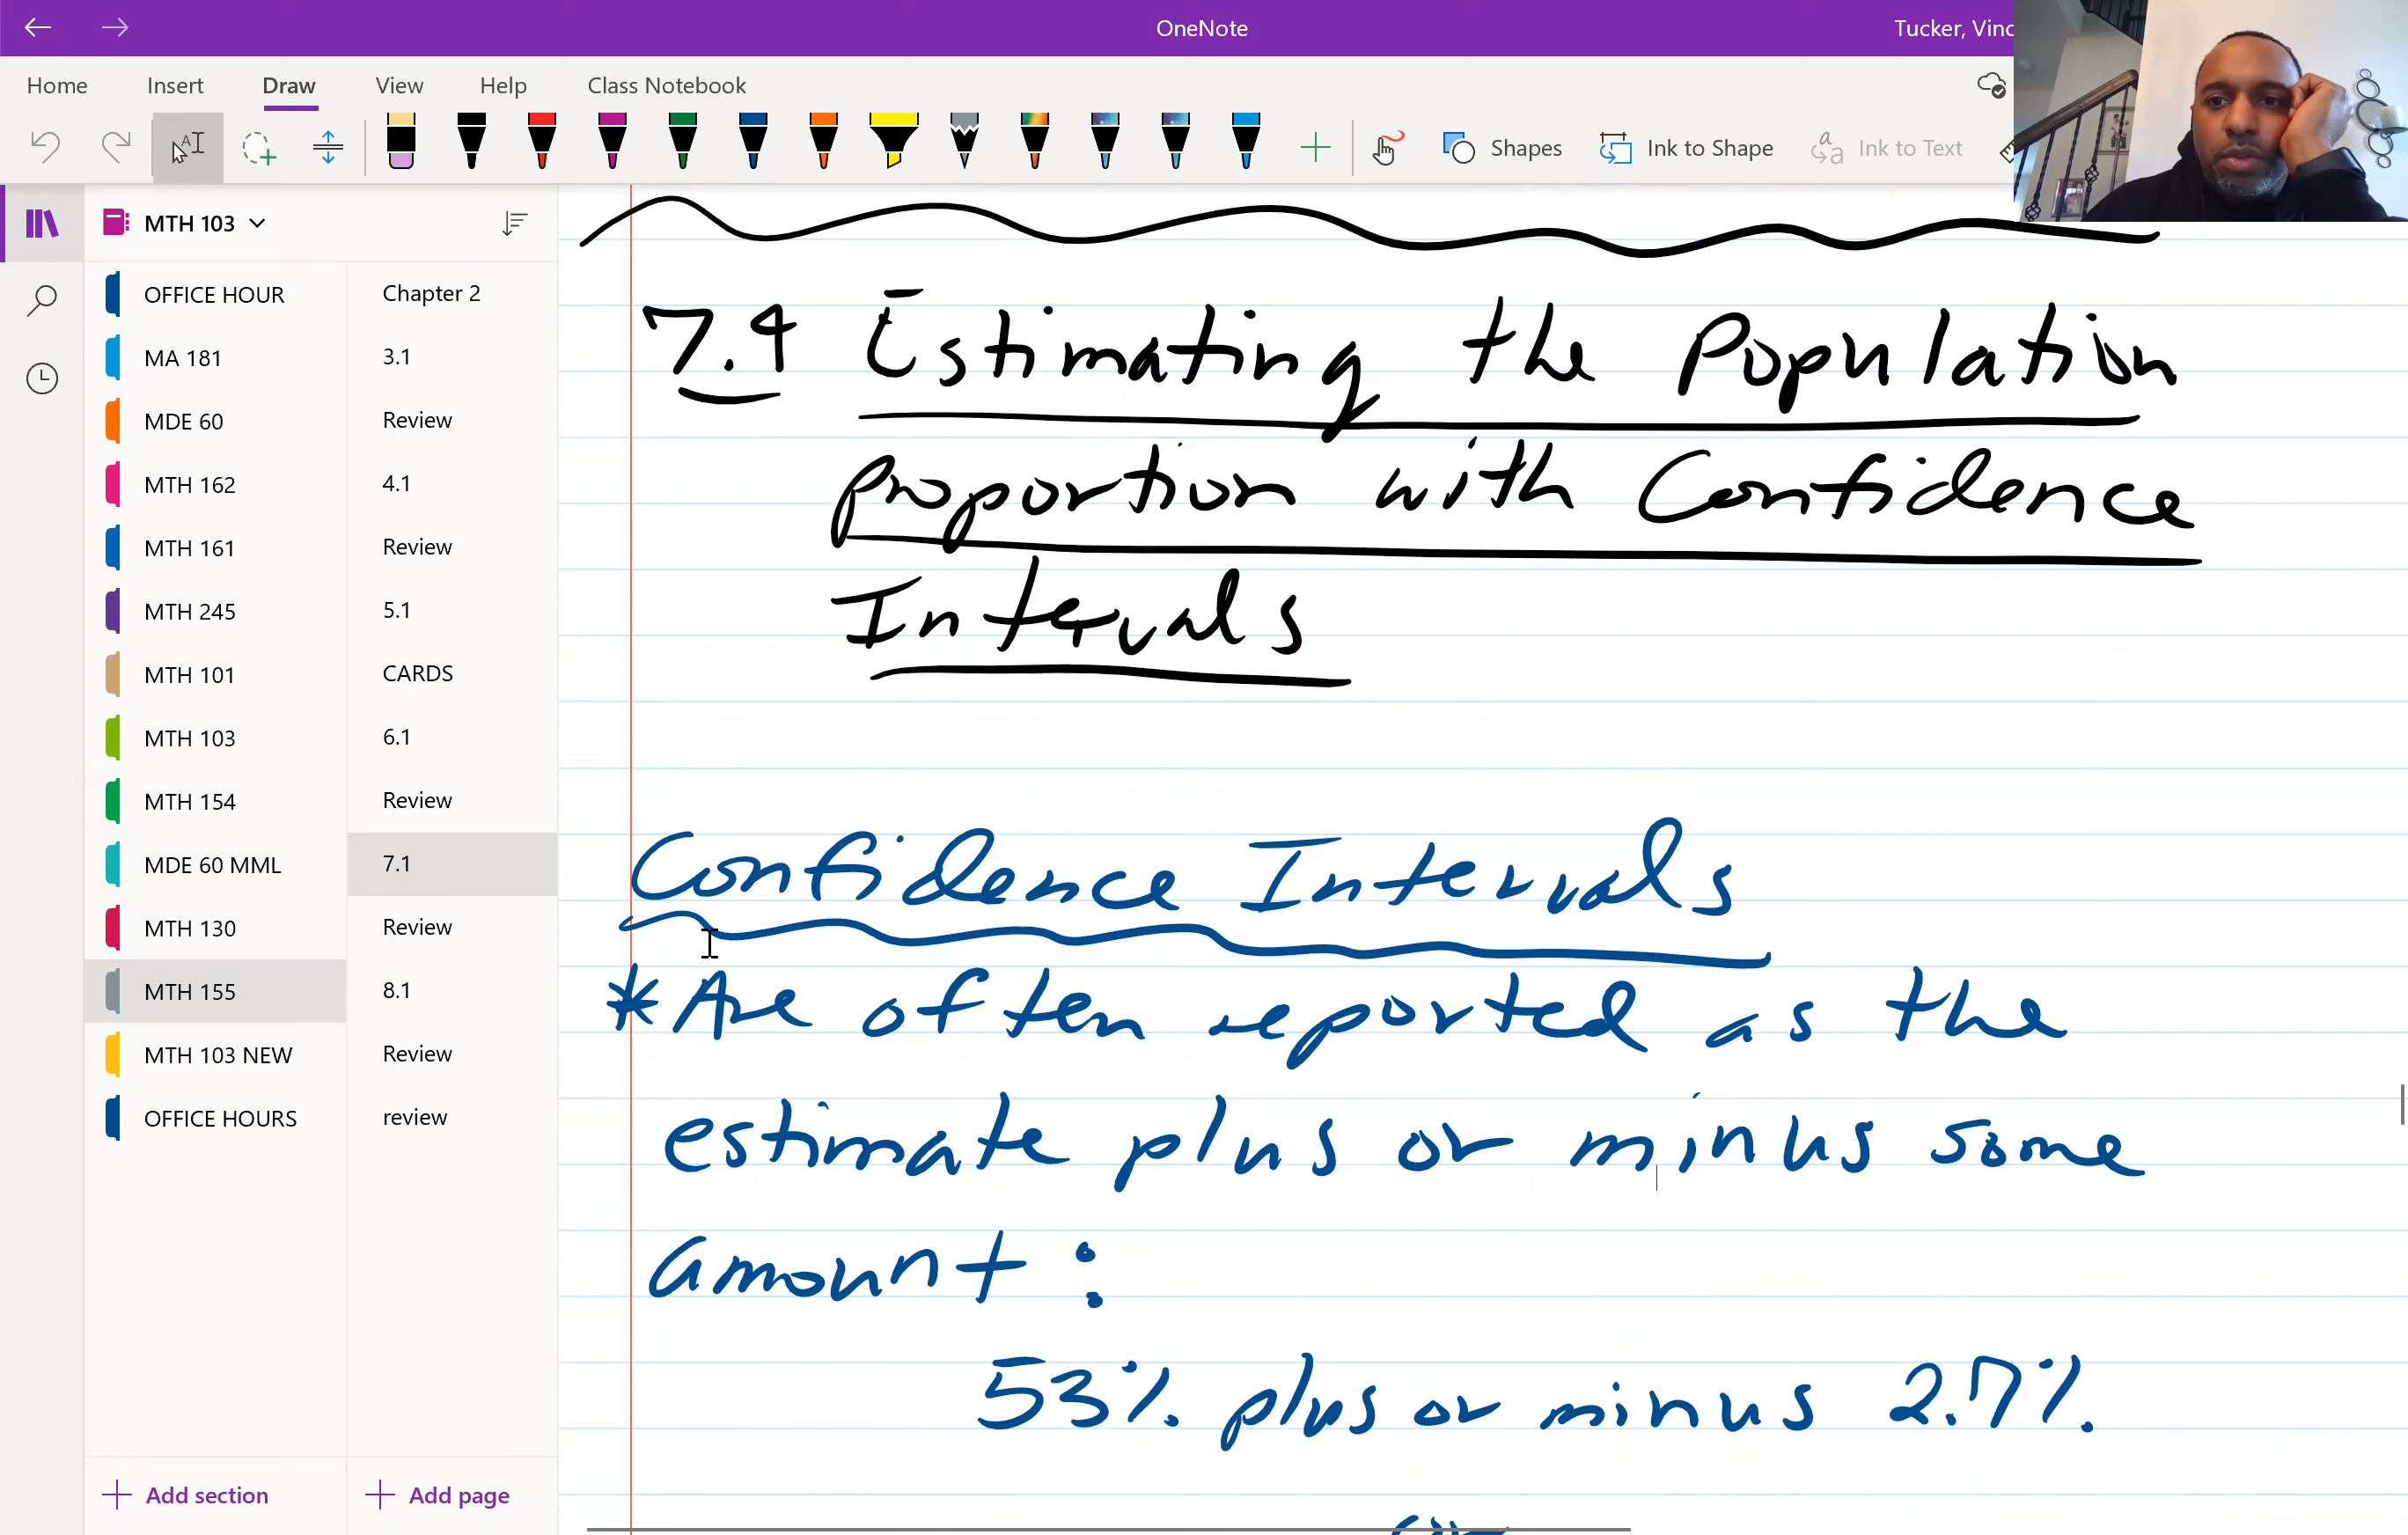 OneNote
Tucker, Vinc
Home Insert Draw View Help Class Notebook
Shapes Ink to Shape Ink to Text
MTH 103
OFFICE HOUR
MA 181
MDE 60
MTH 162
MTH 161
MTH 245
MTH 101
MTH 103
MTH 154
MDE 60 MML
MTH 130
MTH 155
MTH 103 NEW
OFFICE HOURS
Add section
Chapter 2
3.1
Review
4.1
Review
5.1
CARDS
6.1
Review
7.1
Review
8.1
Review
review
Add page
7.4 Estimating the Population
Proportion with Confidence
Intervals
Confidence Intervals
*Are often reported as the
estimate plus or minus some
amount:
53% plus or minus 2.7%